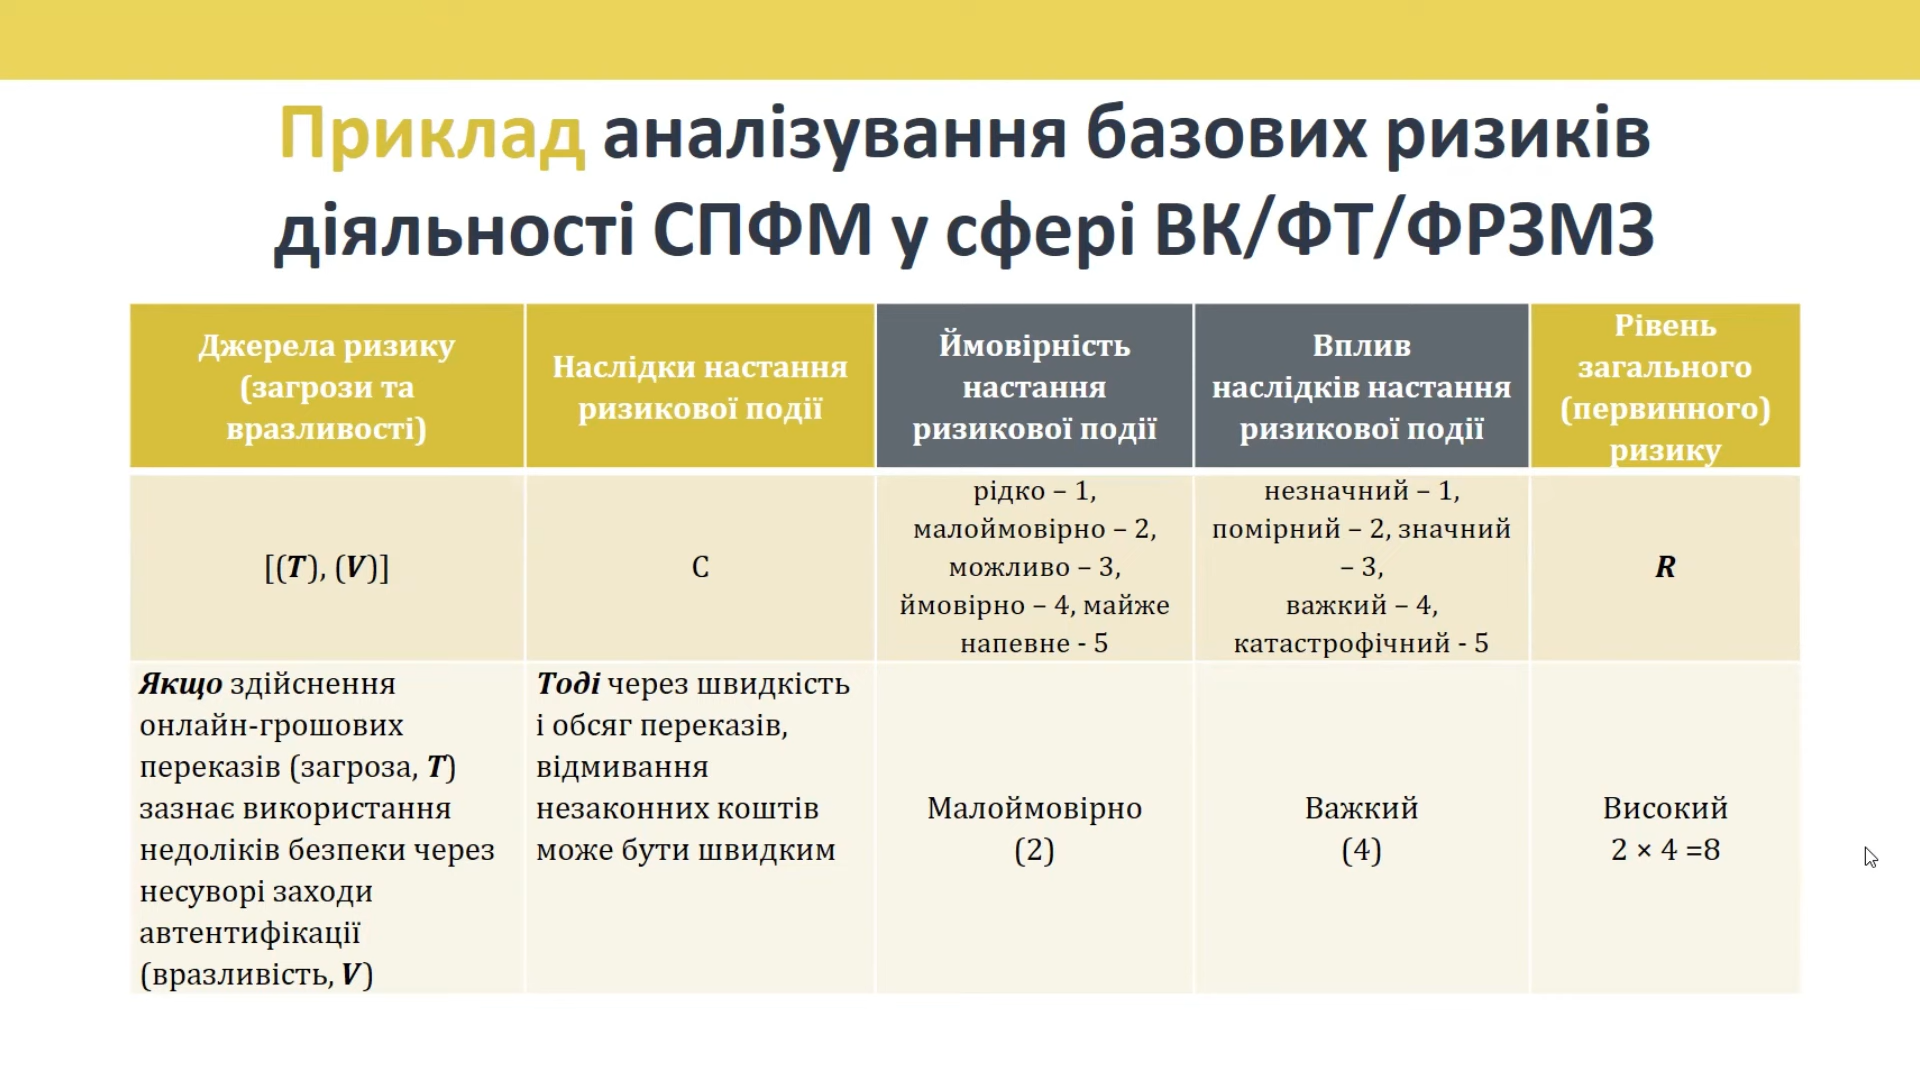 Приклад аналізування базових ризиків
діяльності СПФМ у сфері ВК/ФТ/ФРЗМЗ
Джерела ризику
(загрози та
вразливості)
Наслідки настання
ризикової події
Ймовірність
настання
ризикової події
Вплив
наслідків настання
ризикової події
Рівень
загального
(первинного)
ризику
[(T), (V)]
С
рідко – 1,
малоймовірно – 2,
можливо – 3,
ймовірно – 4, майже
напевне - 5
незначний – 1,
помірний – 2, значний
– 3,
важкий – 4,
катастрофічний - 5
R
Якщо здійснення
онлайн-грошових
переказів (загроза, T)
зазнає використання
недоліків безпеки через
несуворі заходи
автентифікації
(вразливість, V)
Тоді через швидкість
і обсяг переказів,
відмивання
незаконних коштів
може бути швидким
Малоймовірно
(2)
Важкий
(4)
Високий
2 × 4 =8